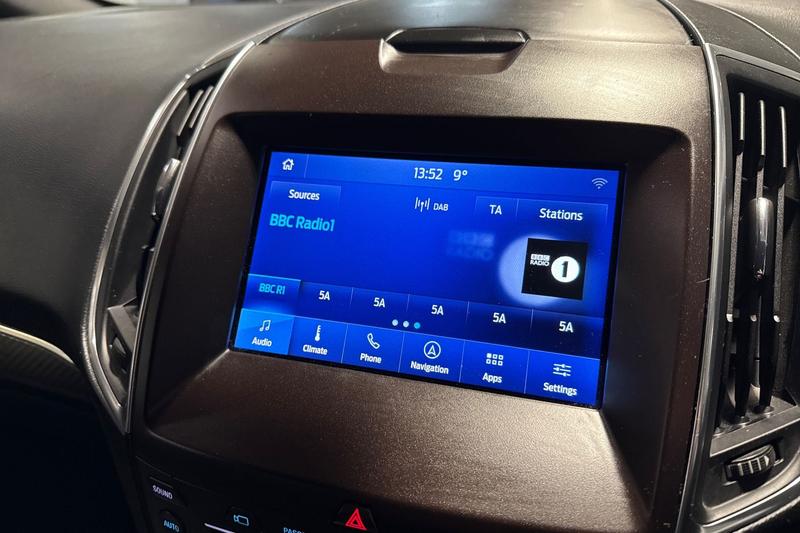 13:52 9°
Sources
DAB
TA
Stations
BBC Radio1
BBC
RADIO
1
BBC R1
5A
5A
5A
5A
5A
Audio
Climate
Phone
Navigation
Apps
Settings
SOUND
AUTO